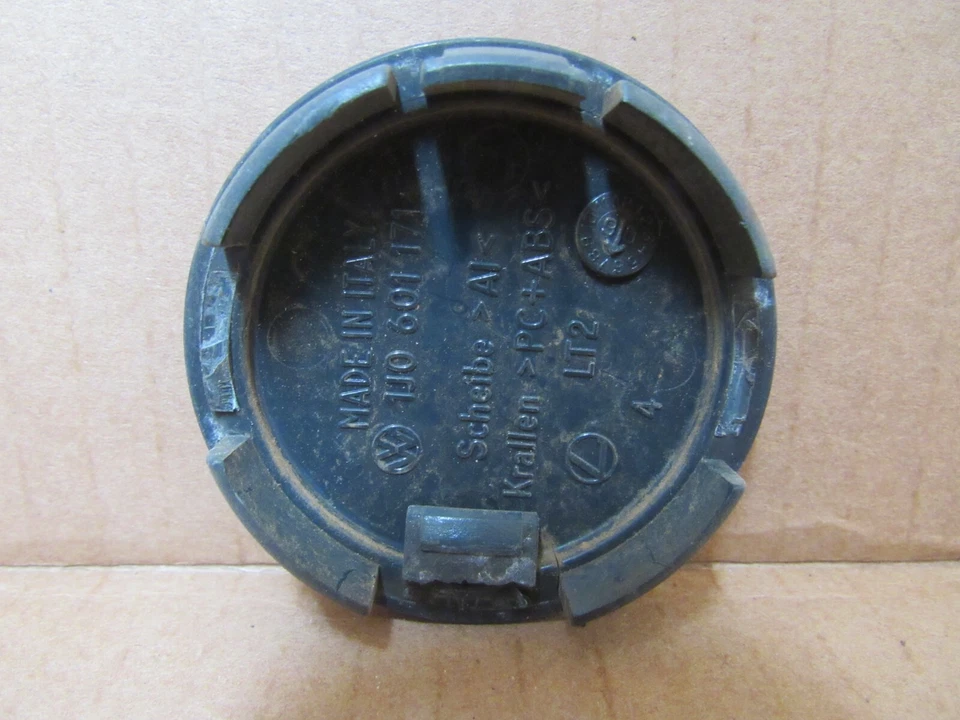 MADE IN ITALY
1J0 601 171
Scheibe >Al<
Krallen >PC+ABS<
LT2
4